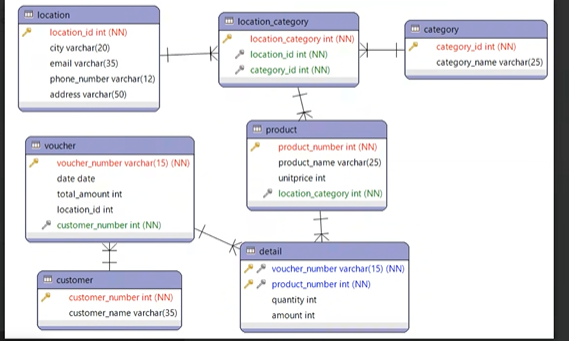 location
location_id int (NN)
city varchar(20)
email varchar(35)
phone_number varchar(12)
address varchar(50)
location_category
location_category int (NN)
location_id int (NN)
category_id int (NN)
category
category_id int (NN)
category_name varchar(25)
product
product_number int (NN)
product_name varchar(25)
unitprice int
location_category int (NN)
voucher
voucher_number varchar(15) (NN)
date date
total_amount int
location_id int
customer_number int (NN)
detail
voucher_number varchar(15) (NN)
product_number int (NN)
quantity int
amount int
customer
customer_number int (NN)
customer_name varchar(35)